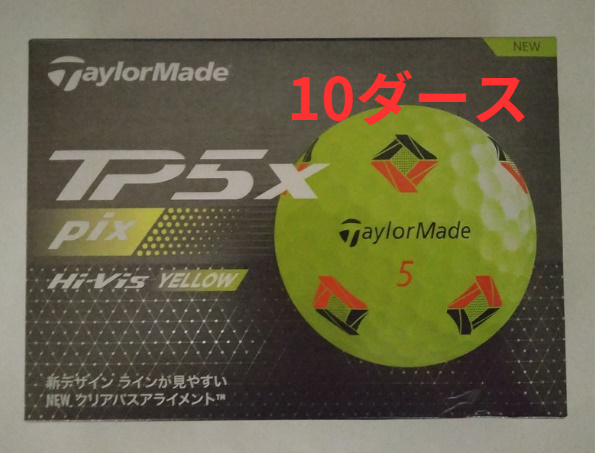 NEW
TaylorMade
10ダース
TP5x
pix
TaylorMade
5
Hi-Vis YELLOW
新デザイン ラインが見やすい
NEW クリアパスアライメント™